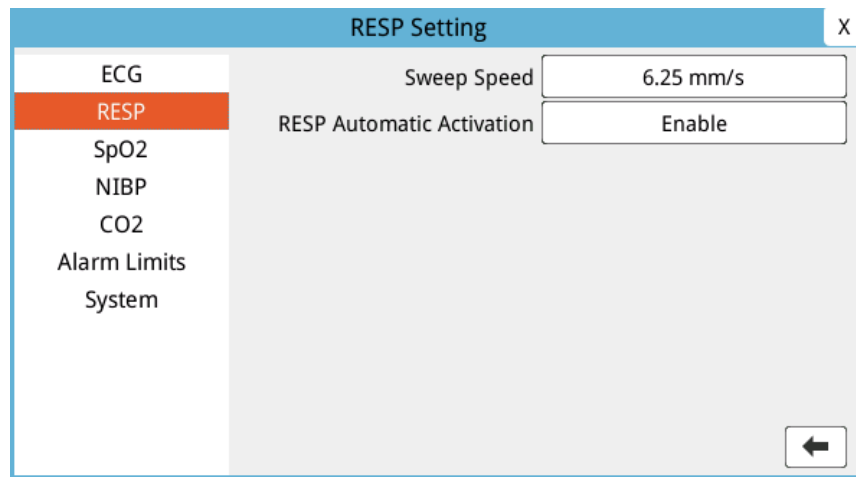 RESP Setting
X
ECG
RESP
SpO2
NIBP
CO2
Alarm Limits
System
Sweep Speed 6.25 mm/s
RESP Automatic Activation Enable